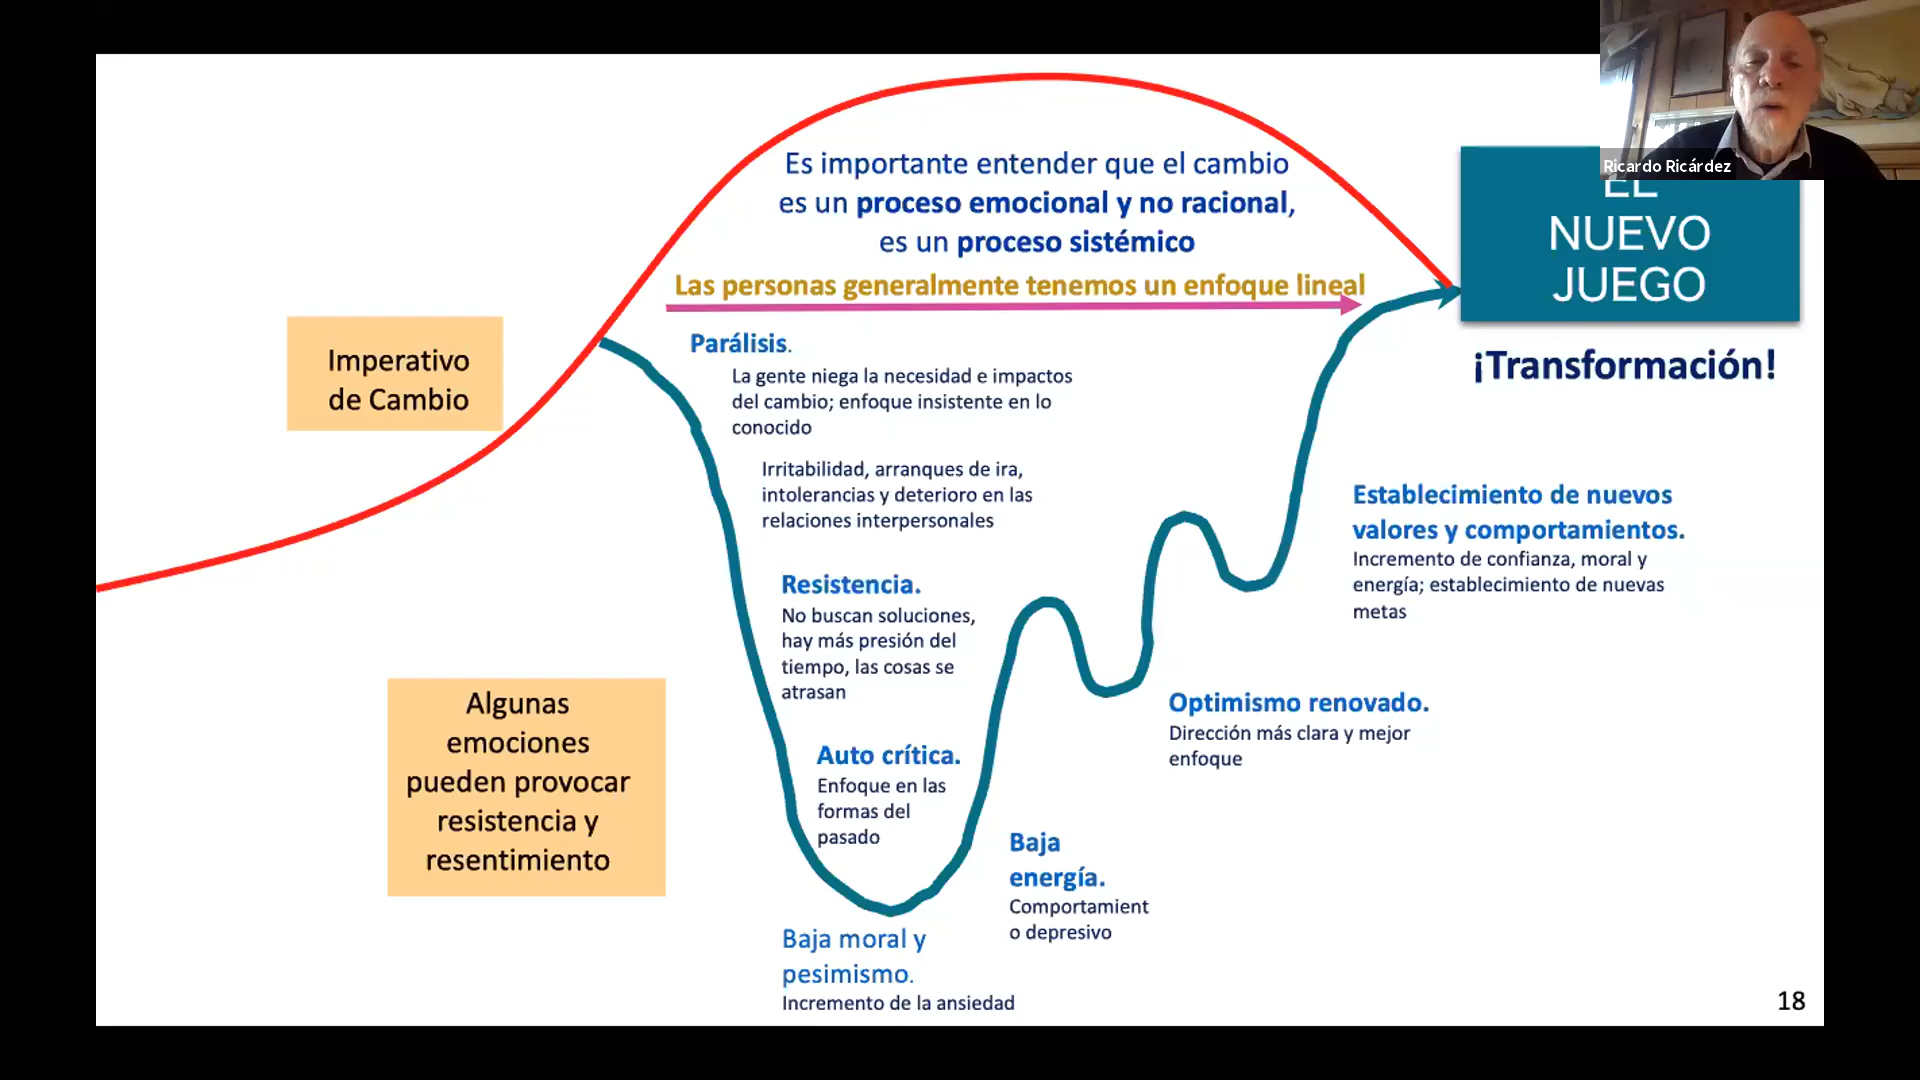 Ricardo Ricárdez
Es importante entender que el cambio
es un proceso emocional y no racional,
es un proceso sistémico
Las personas generalmente tenemos un enfoque lineal
EL
NUEVO
JUEGO
¡Transformación!
Imperativo
de Cambio
Parálisis.
La gente niega la necesidad e impactos
del cambio; enfoque insistente en lo
conocido
Irritabilidad, arranques de ira,
intolerancias y deterioro en las
relaciones interpersonales
Resistencia.
No buscan soluciones,
hay más presión del
tiempo, las cosas se
atrasan
Auto crítica.
Enfoque en las
formas del
pasado
Algunas
emociones
pueden provocar
resistencia y
resentimiento
Baja moral y
pesimismo.
Incremento de la ansiedad
Baja
energía.
Comportamient
o depresivo
Optimismo renovado.
Dirección más clara y mejor
enfoque
Establecimiento de nuevos
valores y comportamientos.
Incremento de confianza, moral y
energía; establecimiento de nuevas
metas
18